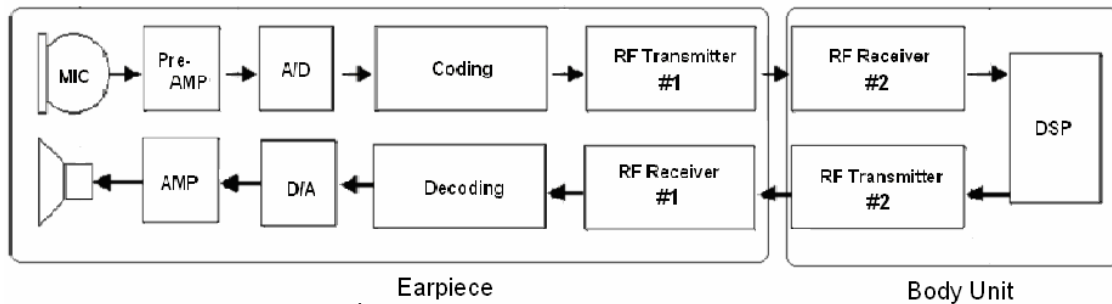 MIC
Pre-
AMP
A/D
Coding
RF Transmitter
#1
RF Receiver
#2
DSP
AMP
D/A
Decoding
RF Receiver
#1
RF Transmitter
#2
Earpiece
Body Unit